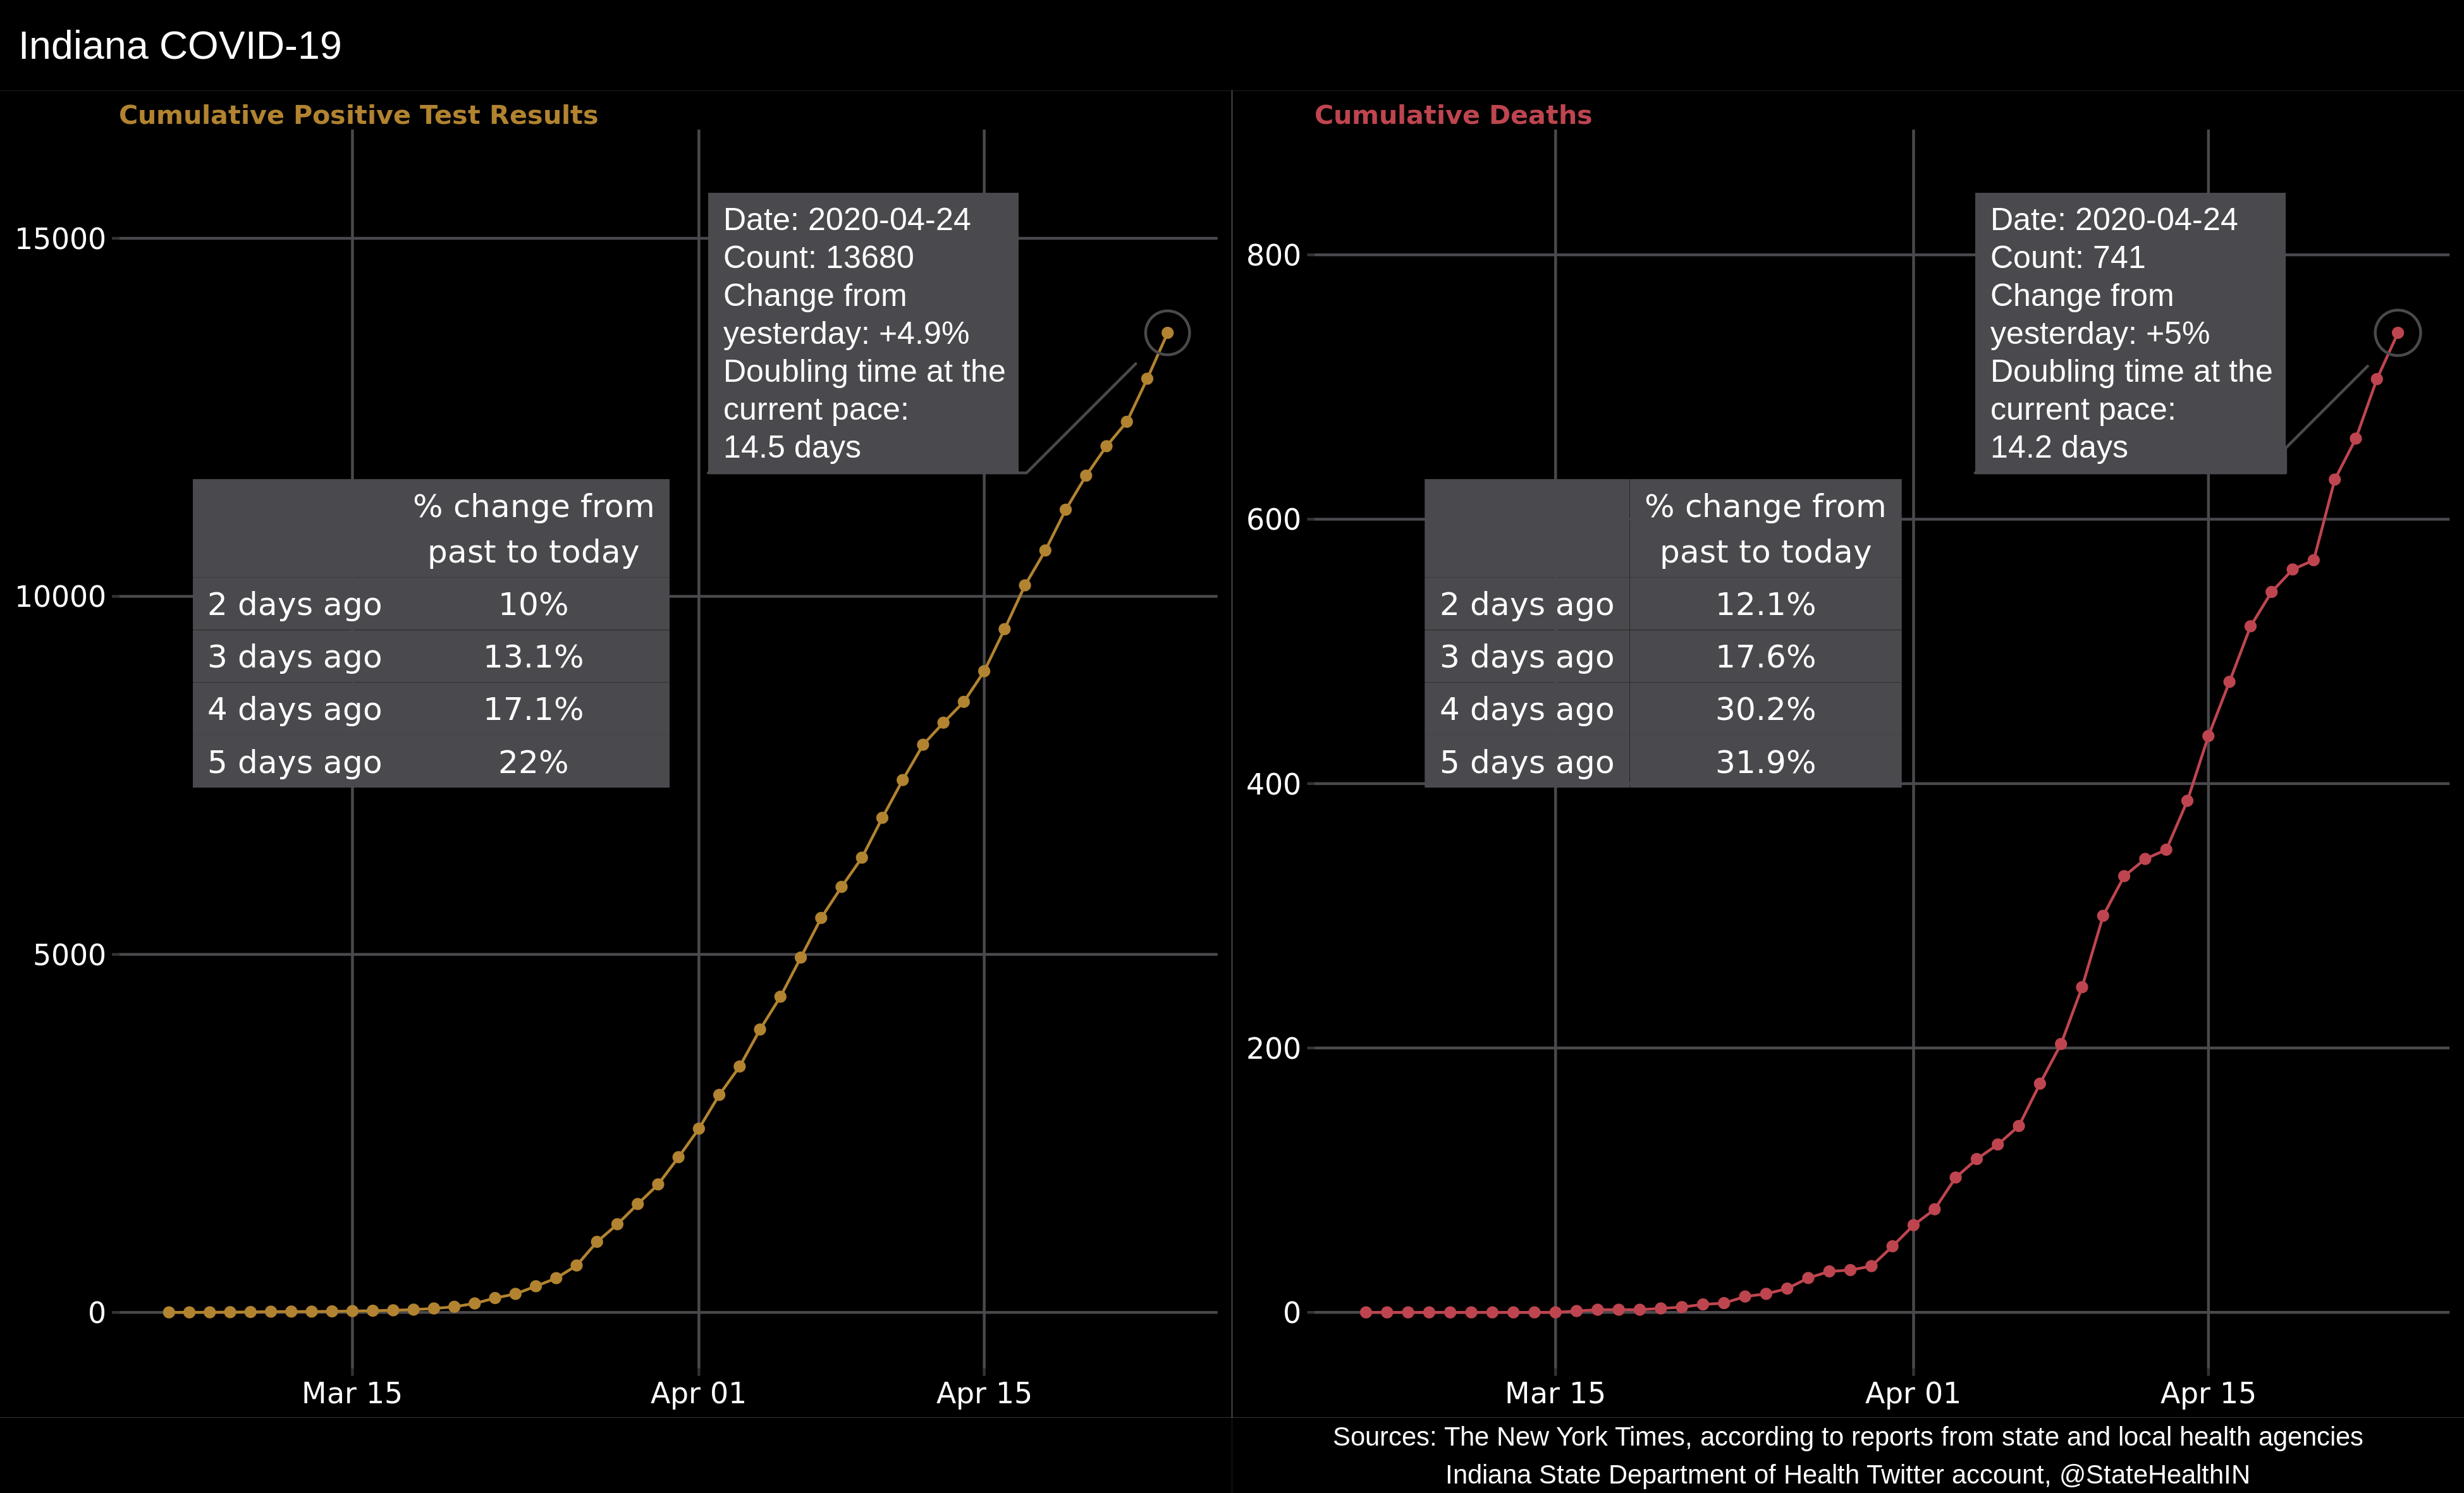 Indiana COVID-19
Cumulative Positive Test Results
15000
10000
5000
0
Mar 15
Apr 01
Apr 15
Date: 2020-04-24
Count: 13680
Change from
yesterday: +4.9%
Doubling time at the
current pace:
14.5 days
% change from
past to today
2 days ago 10%
3 days ago 13.1%
4 days ago 17.1%
5 days ago 22%
Cumulative Deaths
800
600
400
200
0
Mar 15
Apr 01
Apr 15
Date: 2020-04-24
Count: 741
Change from
yesterday: +5%
Doubling time at the
current pace:
14.2 days
% change from
past to today
2 days ago 12.1%
3 days ago 17.6%
4 days ago 30.2%
5 days ago 31.9%
Sources: The New York Times, according to reports from state and local health agencies
Indiana State Department of Health Twitter account, @StateHealthIN